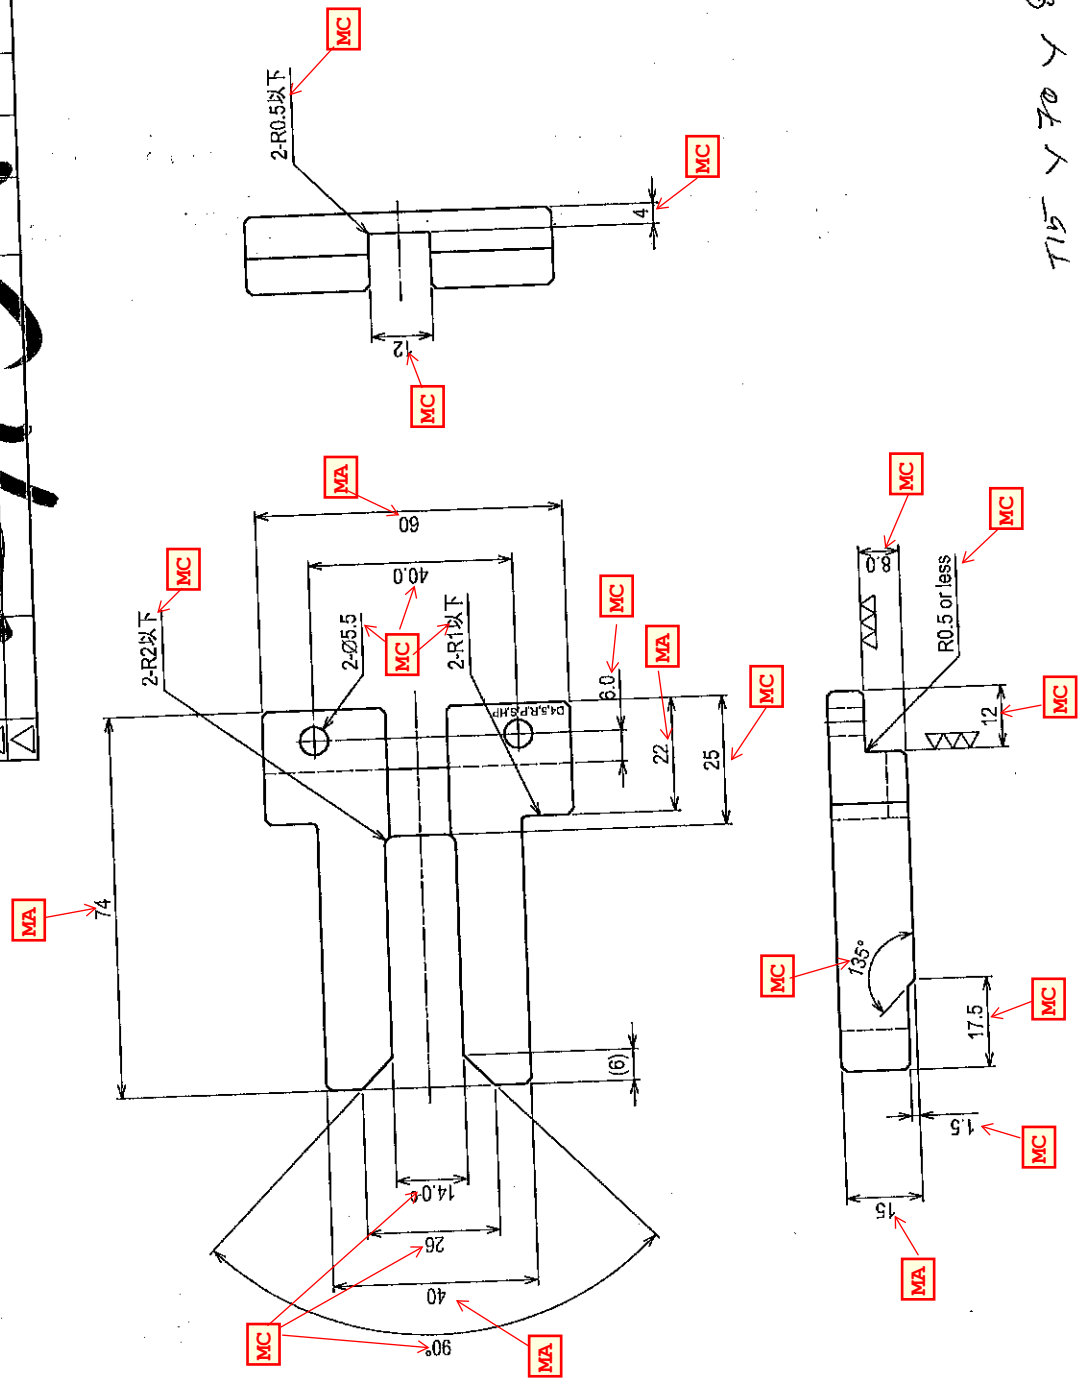 MC
2-R0.5以下
MC
4
12
MC
MA
60
MC
40.0
2-R2以下
2-Ø5.5
MC
2-R1以下
MC
6.0
MA
D4,5,R,P,S,HP
22
MC
25
MA
74
(6)
14.0
26
40
MC
90°
MA
MC
8.0
MC
R0.5 or less
12
MC
MC
135°
17.5
MC
1.5
MC
15
MA